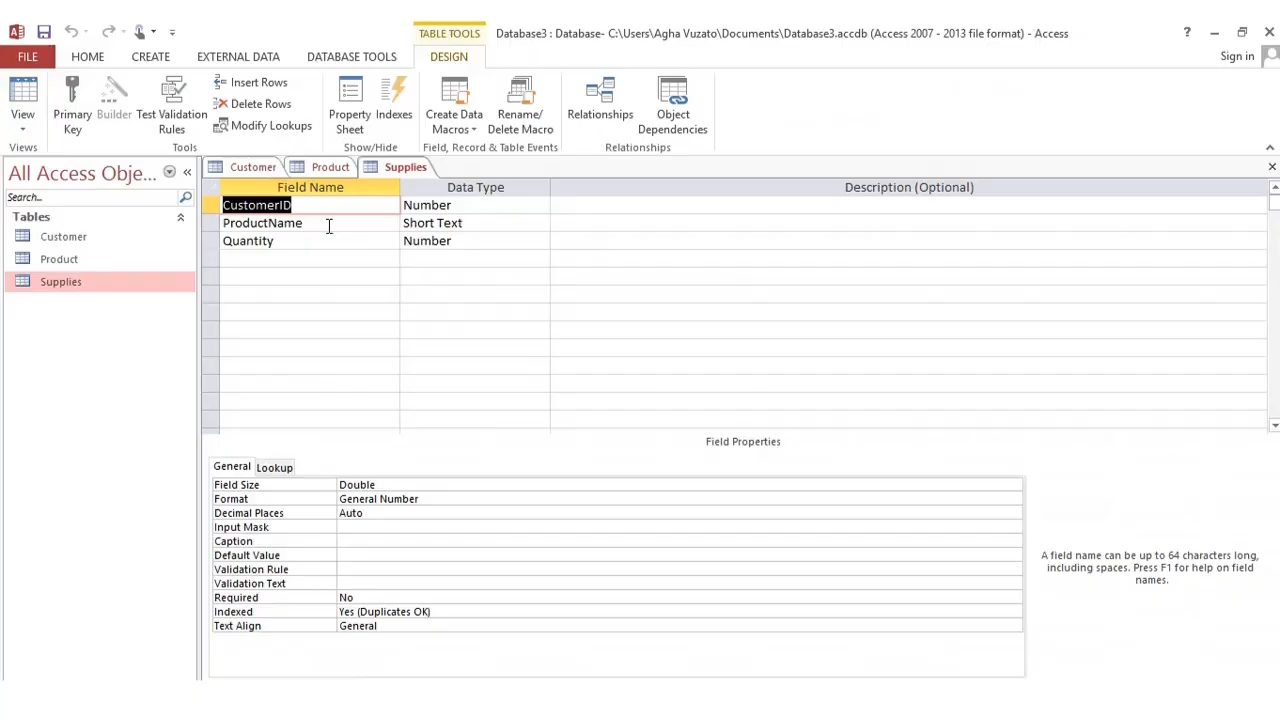 TABLE TOOLS
Database3 : Database- C:\Users\Agha Vuzato\Documents\Database3.accdb (Access 2007 - 2013 file format) - Access
?
FILE HOME CREATE EXTERNAL DATA DATABASE TOOLS DESIGN Sign in
View
Primary Key
Builder
Test Validation Rules
Insert Rows
Delete Rows
Modify Lookups
Property Sheet
Indexes
Create Data Macros
Rename/ Delete Macro
Relationships
Object Dependencies
Views Tools Show/Hide Field, Record & Table Events Relationships
All Access Obje...
Search...
Tables
Customer
Product
Supplies
Customer Product Supplies
Field Name Data Type Description (Optional)
CustomerID Number
ProductName Short Text
Quantity Number
Field Properties
General Lookup
Field Size Double
Format General Number
Decimal Places Auto
Input Mask
Caption
Default Value
Validation Rule
Validation Text
Required No
Indexed Yes (Duplicates OK)
Text Align General
A field name can be up to 64 characters long,
including spaces. Press F1 for help on field
names.